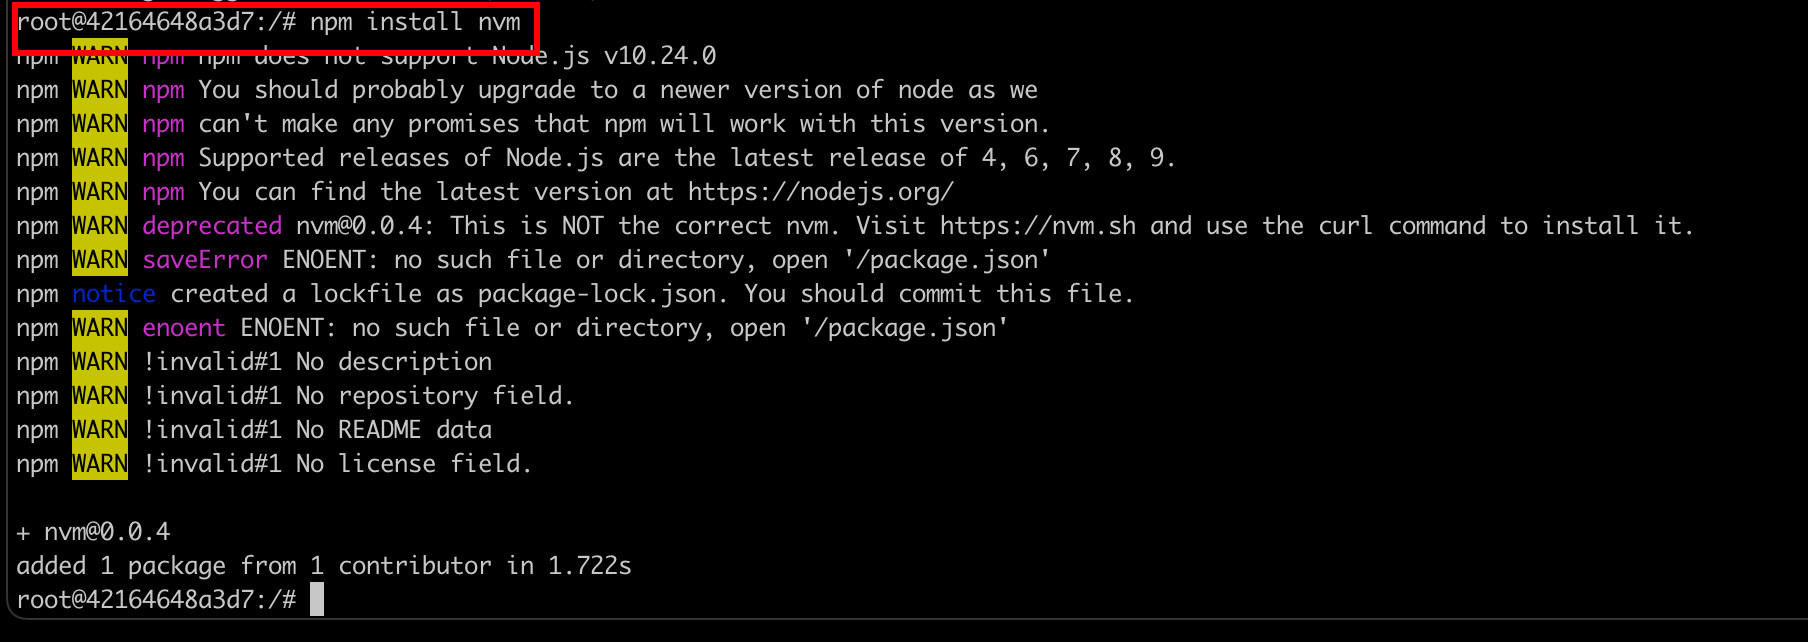 root@42164648a3d7:/# npm install nvm
npm WARN npm npm does not support Node.js v10.24.0
npm WARN npm You should probably upgrade to a newer version of node as we
npm WARN npm can't make any promises that npm will work with this version.
npm WARN npm Supported releases of Node.js are the latest release of 4, 6, 7, 8, 9.
npm WARN npm You can find the latest version at https://nodejs.org/
npm WARN deprecated nvm@0.0.4: This is NOT the correct nvm. Visit https://nvm.sh and use the curl command to install it.
npm WARN saveError ENOENT: no such file or directory, open '/package.json'
npm notice created a lockfile as package-lock.json. You should commit this file.
npm WARN enoent ENOENT: no such file or directory, open '/package.json'
npm WARN !invalid#1 No description
npm WARN !invalid#1 No repository field.
npm WARN !invalid#1 No README data
npm WARN !invalid#1 No license field.
+ nvm@0.0.4
added 1 package from 1 contributor in 1.722s
root@42164648a3d7:/#